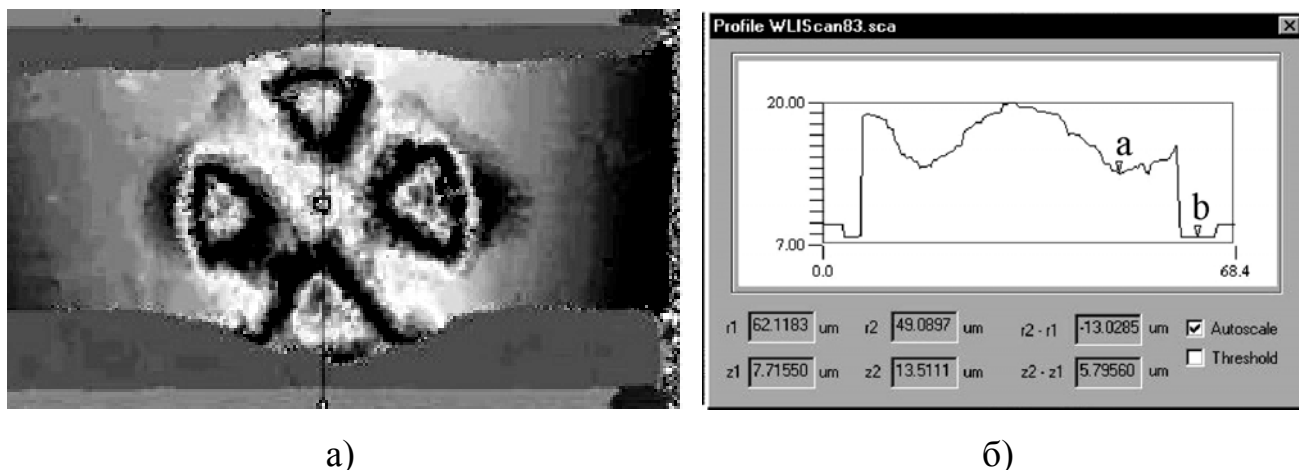 Profile WLIScan83.sca
20.00
a
b
7.00
0.0
68.4
r1 62.1183 um r2 49.0897 um r2 - r1 -13.0285 um Autoscale
z1 7.71550 um z2 13.5111 um z2 - z1 5.79560 um Threshold
а) б)